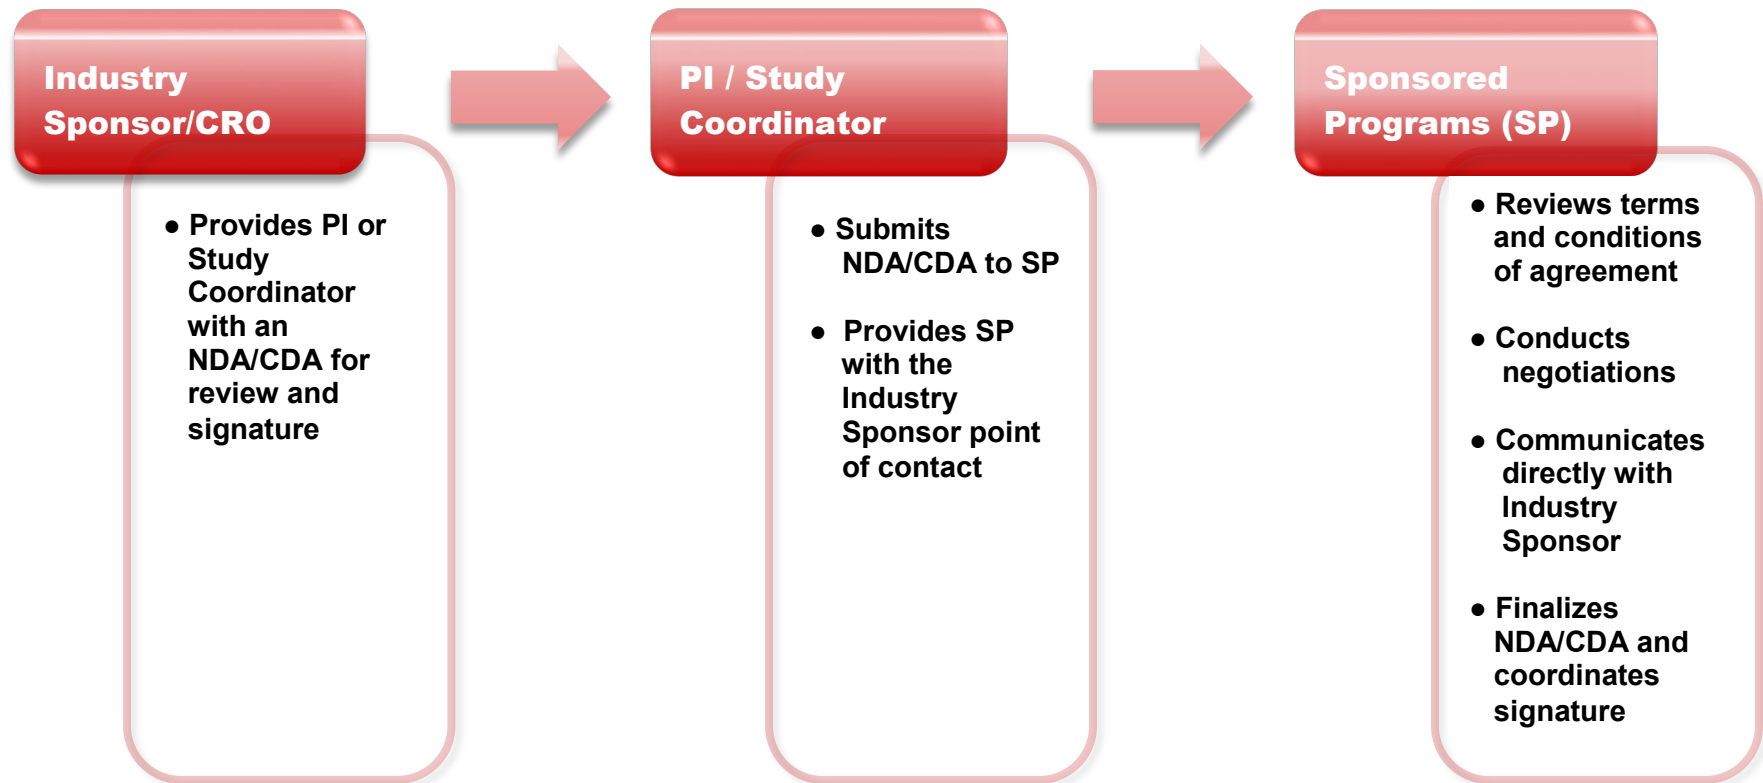 Industry
Sponsor/CRO
● Provides PI or
Study
Coordinator
with an
NDA/CDA for
review and
signature
PI / Study
Coordinator
● Submits
NDA/CDA to SP
● Provides SP
with the
Industry
Sponsor point
of contact
Sponsored
Programs (SP)
● Reviews terms
and conditions
of agreement
● Conducts
negotiations
● Communicates
directly with
Industry
Sponsor
● Finalizes
NDA/CDA and
coordinates
signature